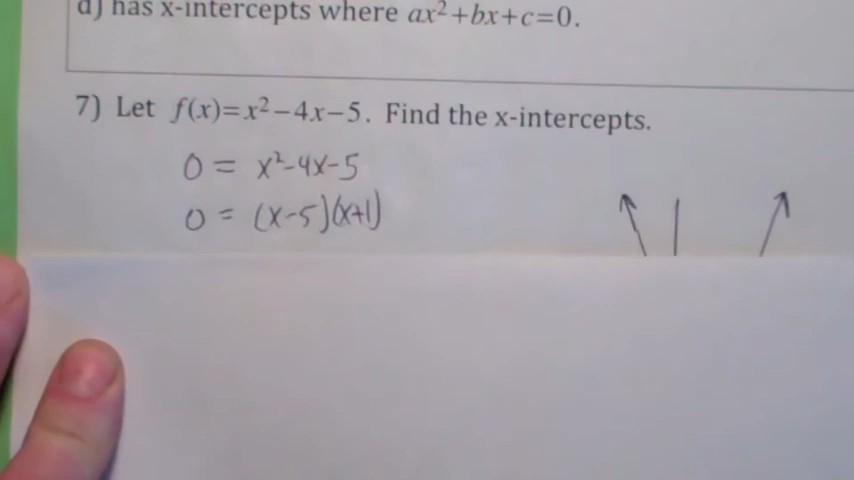 d) has x-intercepts where ax²+bx+c=0.
7) Let f(x)=x²−4x−5. Find the x-intercepts.
0 = x²-4x-5
0 = (x-5)(x+1)